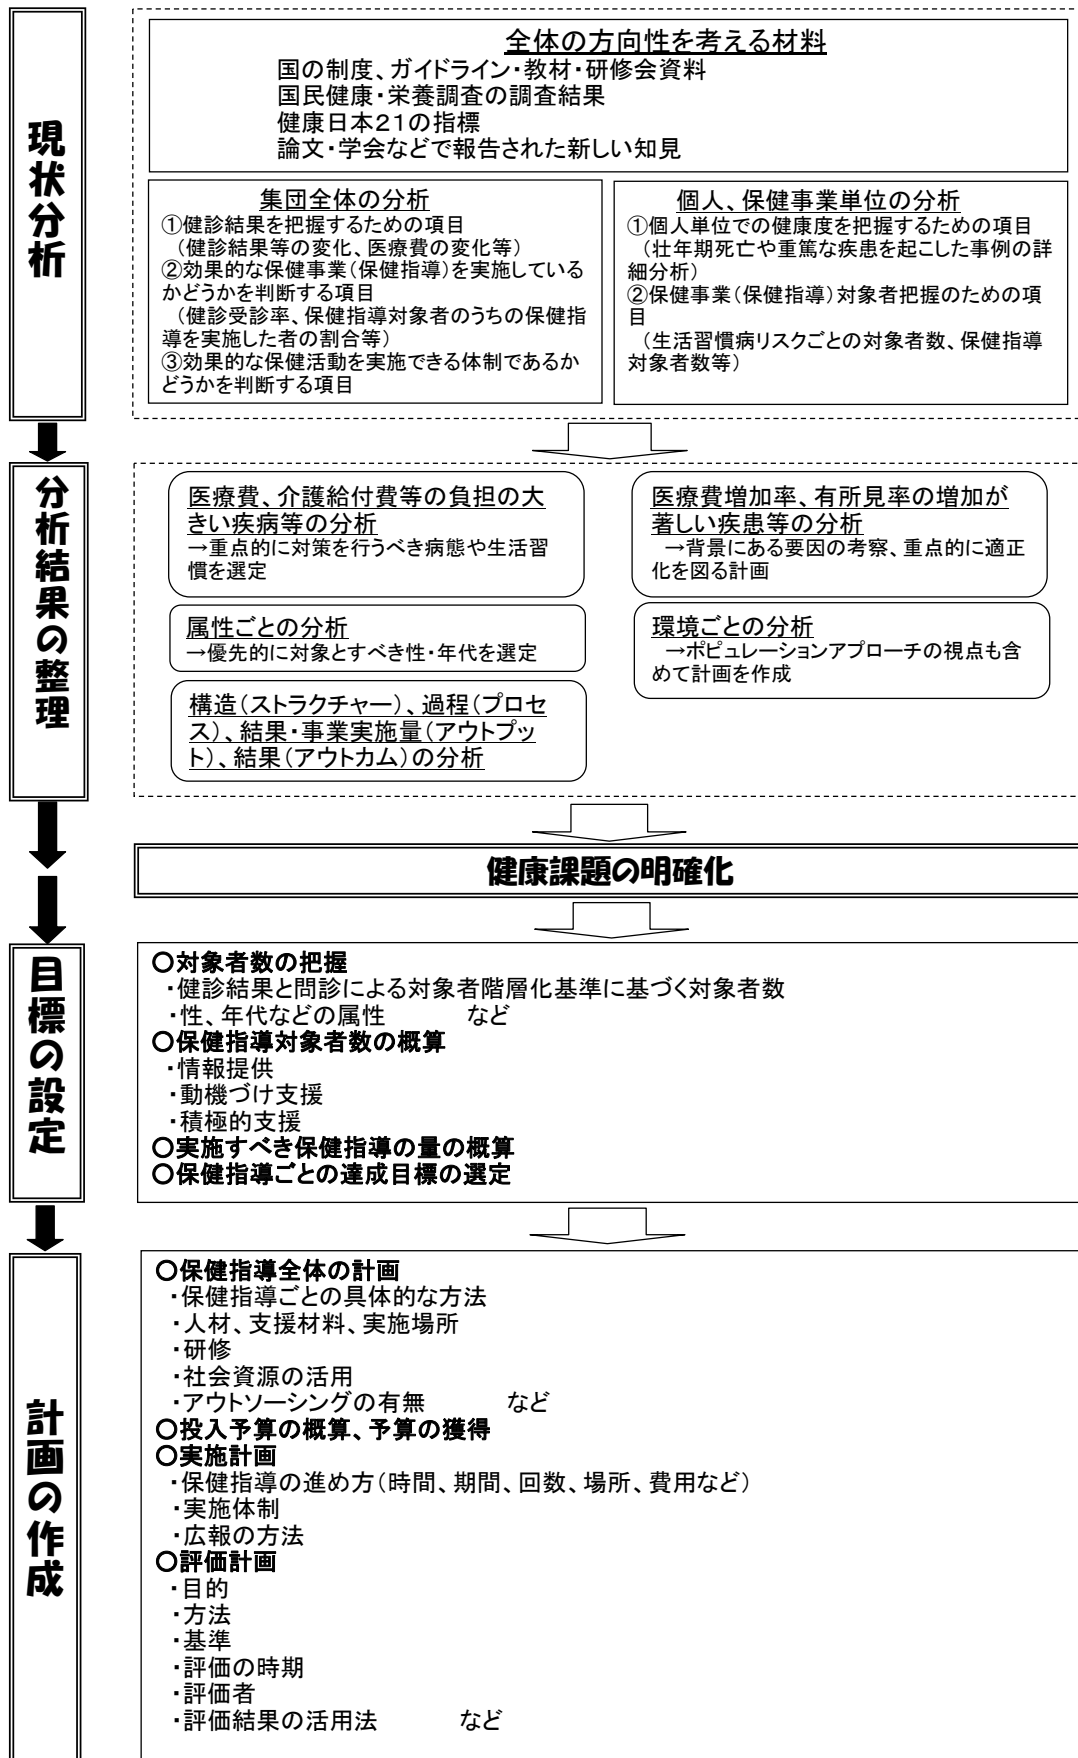 現状分析
全体の方向性を考える材料
国の制度、ガイドライン・教材・研修会資料
国民健康・栄養調査の調査結果
健康日本21の指標
論文・学会などで報告された新しい知見
集団全体の分析
①健診結果を把握するための項目
（健診結果等の変化、医療費の変化等）
②効果的な保健事業（保健指導）を実施している
かどうかを判断する項目
（健診受診率、保健指導対象者のうちの保健指
導を実施した者の割合等）
③効果的な保健活動を実施できる体制であるか
どうかを判断する項目
個人、保健事業単位の分析
①個人単位での健康度を把握するための項目
（壮年期死亡や重篤な疾患を起こした事例の詳
細分析）
②保健事業（保健指導）対象者把握のための項
目
（生活習慣病リスクごとの対象者数、保健指導
対象者数等）
分析結果の整理
医療費、介護給付費等の負担の大
きい疾病等の分析
→重点的に対策を行うべき病態や生活習
慣を選定
医療費増加率、有所見率の増加が
著しい疾患等の分析
→背景にある要因の考察、重点的に適正
化を図る計画
属性ごとの分析
→優先的に対象とすべき性・年代を選定
環境ごとの分析
→ポピュレーションアプローチの視点も含
めて計画を作成
構造（ストラクチャー）、過程（プロセ
ス）、結果・事業実施量（アウトプッ
ト）、結果（アウトカム）の分析
健康課題の明確化
目標の設定
○対象者数の把握
・健診結果と問診による対象者階層化基準に基づく対象者数
・性、年代などの属性　　　など
○保健指導対象者数の概算
・情報提供
・動機づけ支援
・積極的支援
○実施すべき保健指導の量の概算
○保健指導ごとの達成目標の選定
計画の作成
○保健指導全体の計画
・保健指導ごとの具体的な方法
・人材、支援材料、実施場所
・研修
・社会資源の活用
・アウトソーシングの有無　　　など
○投入予算の概算、予算の獲得
○実施計画
・保健指導の進め方（時間、期間、回数、場所、費用など）
・実施体制
・広報の方法
○評価計画
・目的
・方法
・基準
・評価の時期
・評価者
・評価結果の活用法　　　など